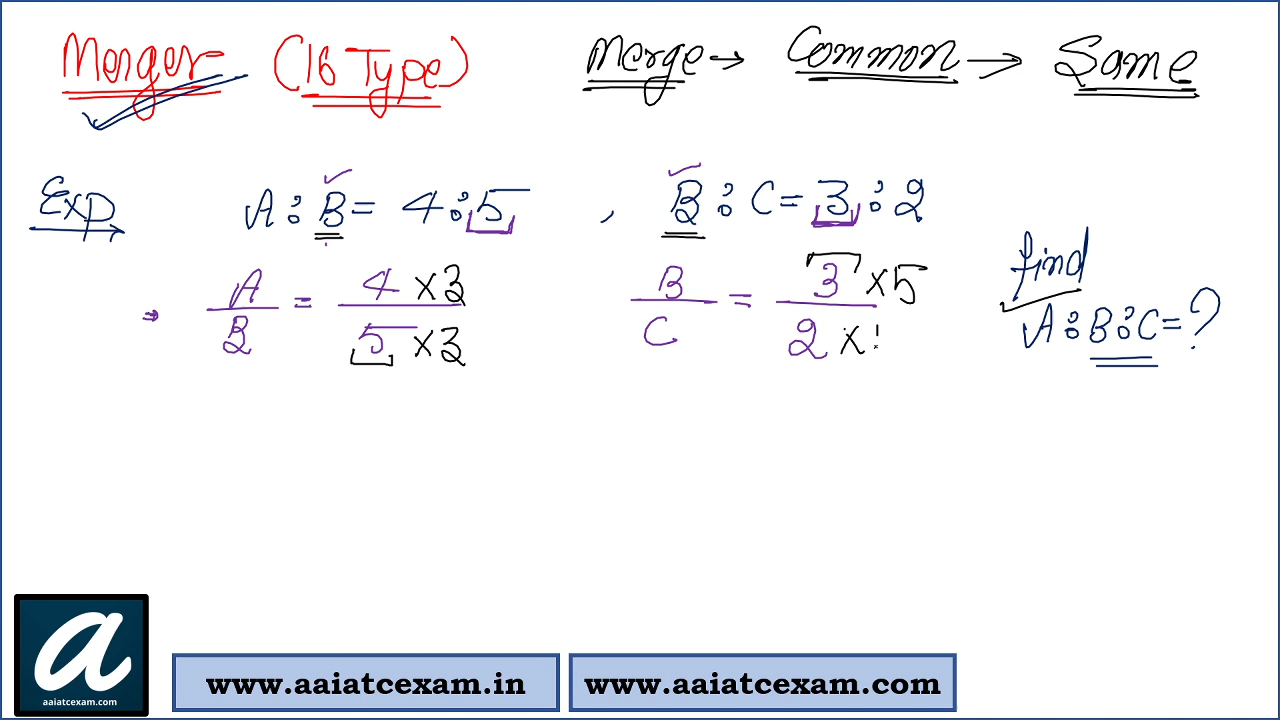 Merger (16 Type) Merge → Common → Same
Exp A : B = 4 : 5 , B : C = 3 : 2
find
A : B : C = ?
⇒ A/B = 4 × 3 / 5 × 3
B/C = 3 × 5 / 2 ×
a
aaiatcexam.com
www.aaiatcexam.in
www.aaiatcexam.com